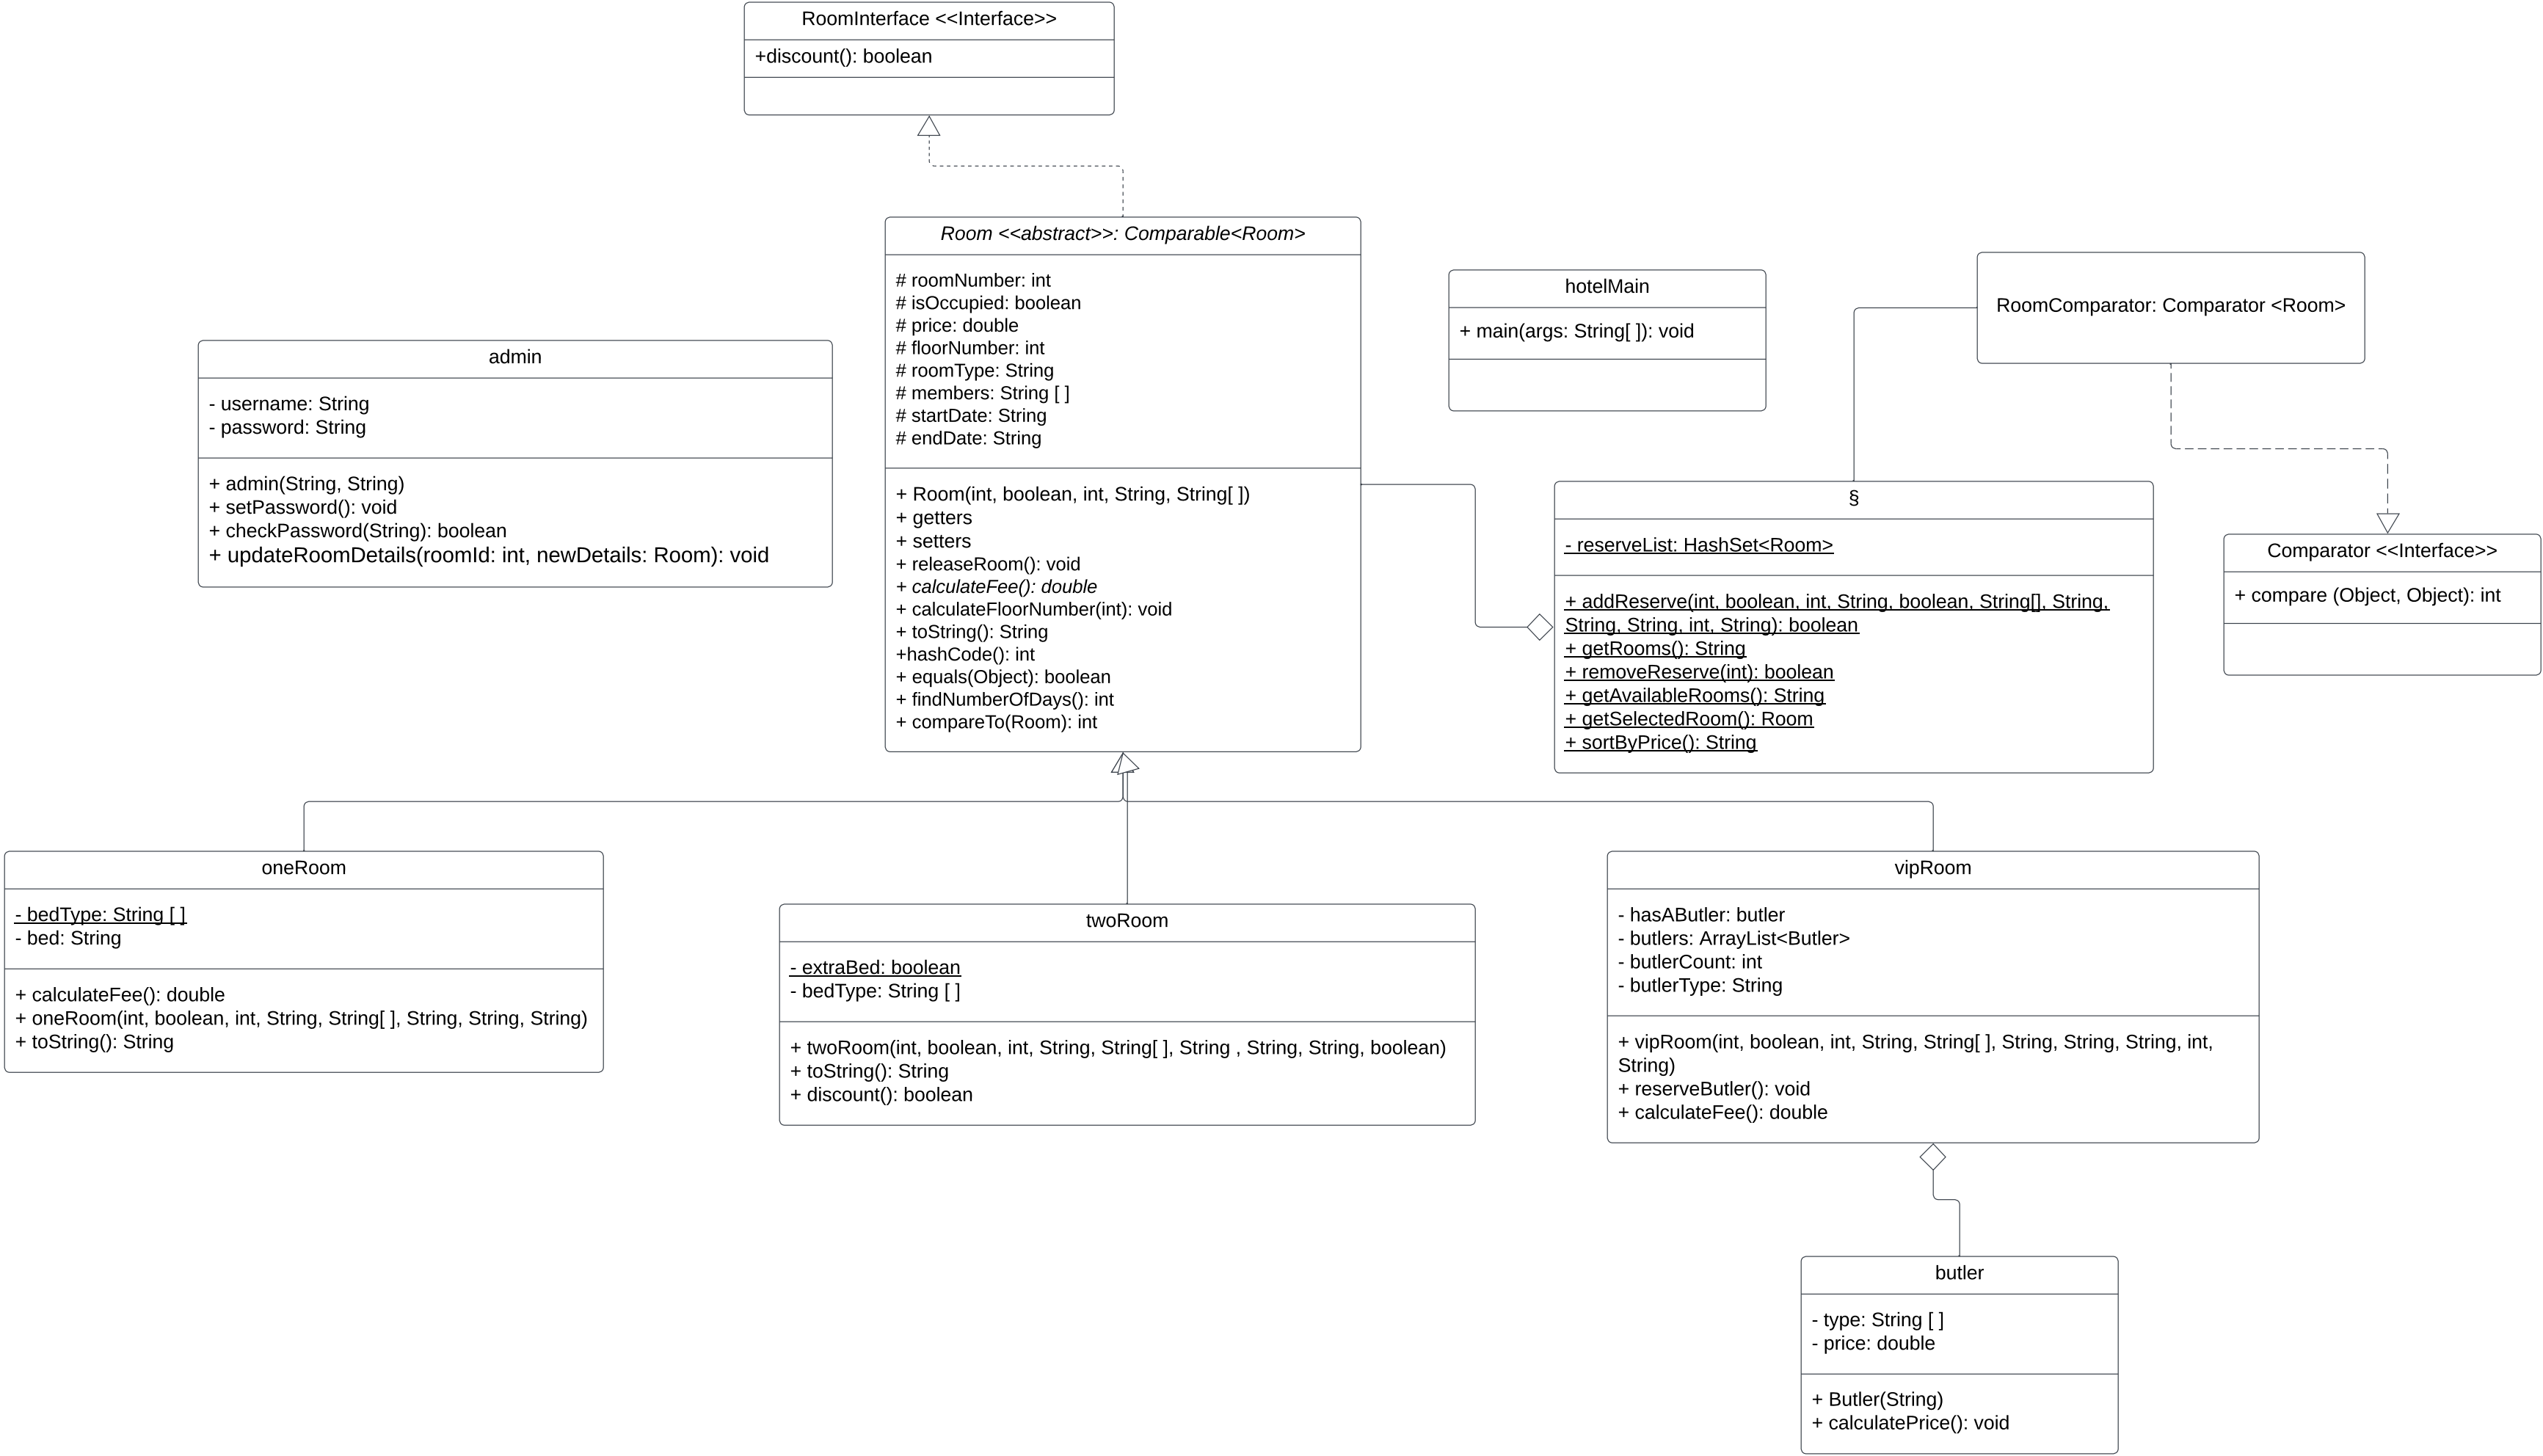 RoomInterface <<Interface>>
+discount(): boolean
Room <<abstract>>: Comparable<Room>
# roomNumber: int
# isOccupied: boolean
# price: double
# floorNumber: int
# roomType: String
# members: String [ ]
# startDate: String
# endDate: String
+ Room(int, boolean, int, String, String[ ])
+ getters
+ setters
+ releaseRoom(): void
+ calculateFee(): double
+ calculateFloorNumber(int): void
+ toString(): String
+hashCode(): int
+ equals(Object): boolean
+ findNumberOfDays(): int
+ compareTo(Room): int
hotelMain
+ main(args: String[ ]): void
RoomComparator: Comparator <Room>
admin
- username: String
- password: String
+ admin(String, String)
+ setPassword(): void
+ checkPassword(String): boolean
+ updateRoomDetails(roomId: int, newDetails: Room): void
§
- reserveList: HashSet<Room>
+ addReserve(int, boolean, int, String, boolean, String[], String,
String, String, int, String): boolean
+ getRooms(): String
+ removeReserve(int): boolean
+ getAvailableRooms(): String
+ getSelectedRoom(): Room
+ sortByPrice(): String
Comparator <<Interface>>
+ compare (Object, Object): int
oneRoom
- bedType: String [ ]
- bed: String
+ calculateFee(): double
+ oneRoom(int, boolean, int, String, String[ ], String, String, String)
+ toString(): String
twoRoom
- extraBed: boolean
- bedType: String [ ]
+ twoRoom(int, boolean, int, String, String[ ], String , String, String, boolean)
+ toString(): String
+ discount(): boolean
vipRoom
- hasAButler: butler
- butlers: ArrayList<Butler>
- butlerCount: int
- butlerType: String
+ vipRoom(int, boolean, int, String, String[ ], String, String, String, int,
String)
+ reserveButler(): void
+ calculateFee(): double
butler
- type: String [ ]
- price: double
+ Butler(String)
+ calculatePrice(): void